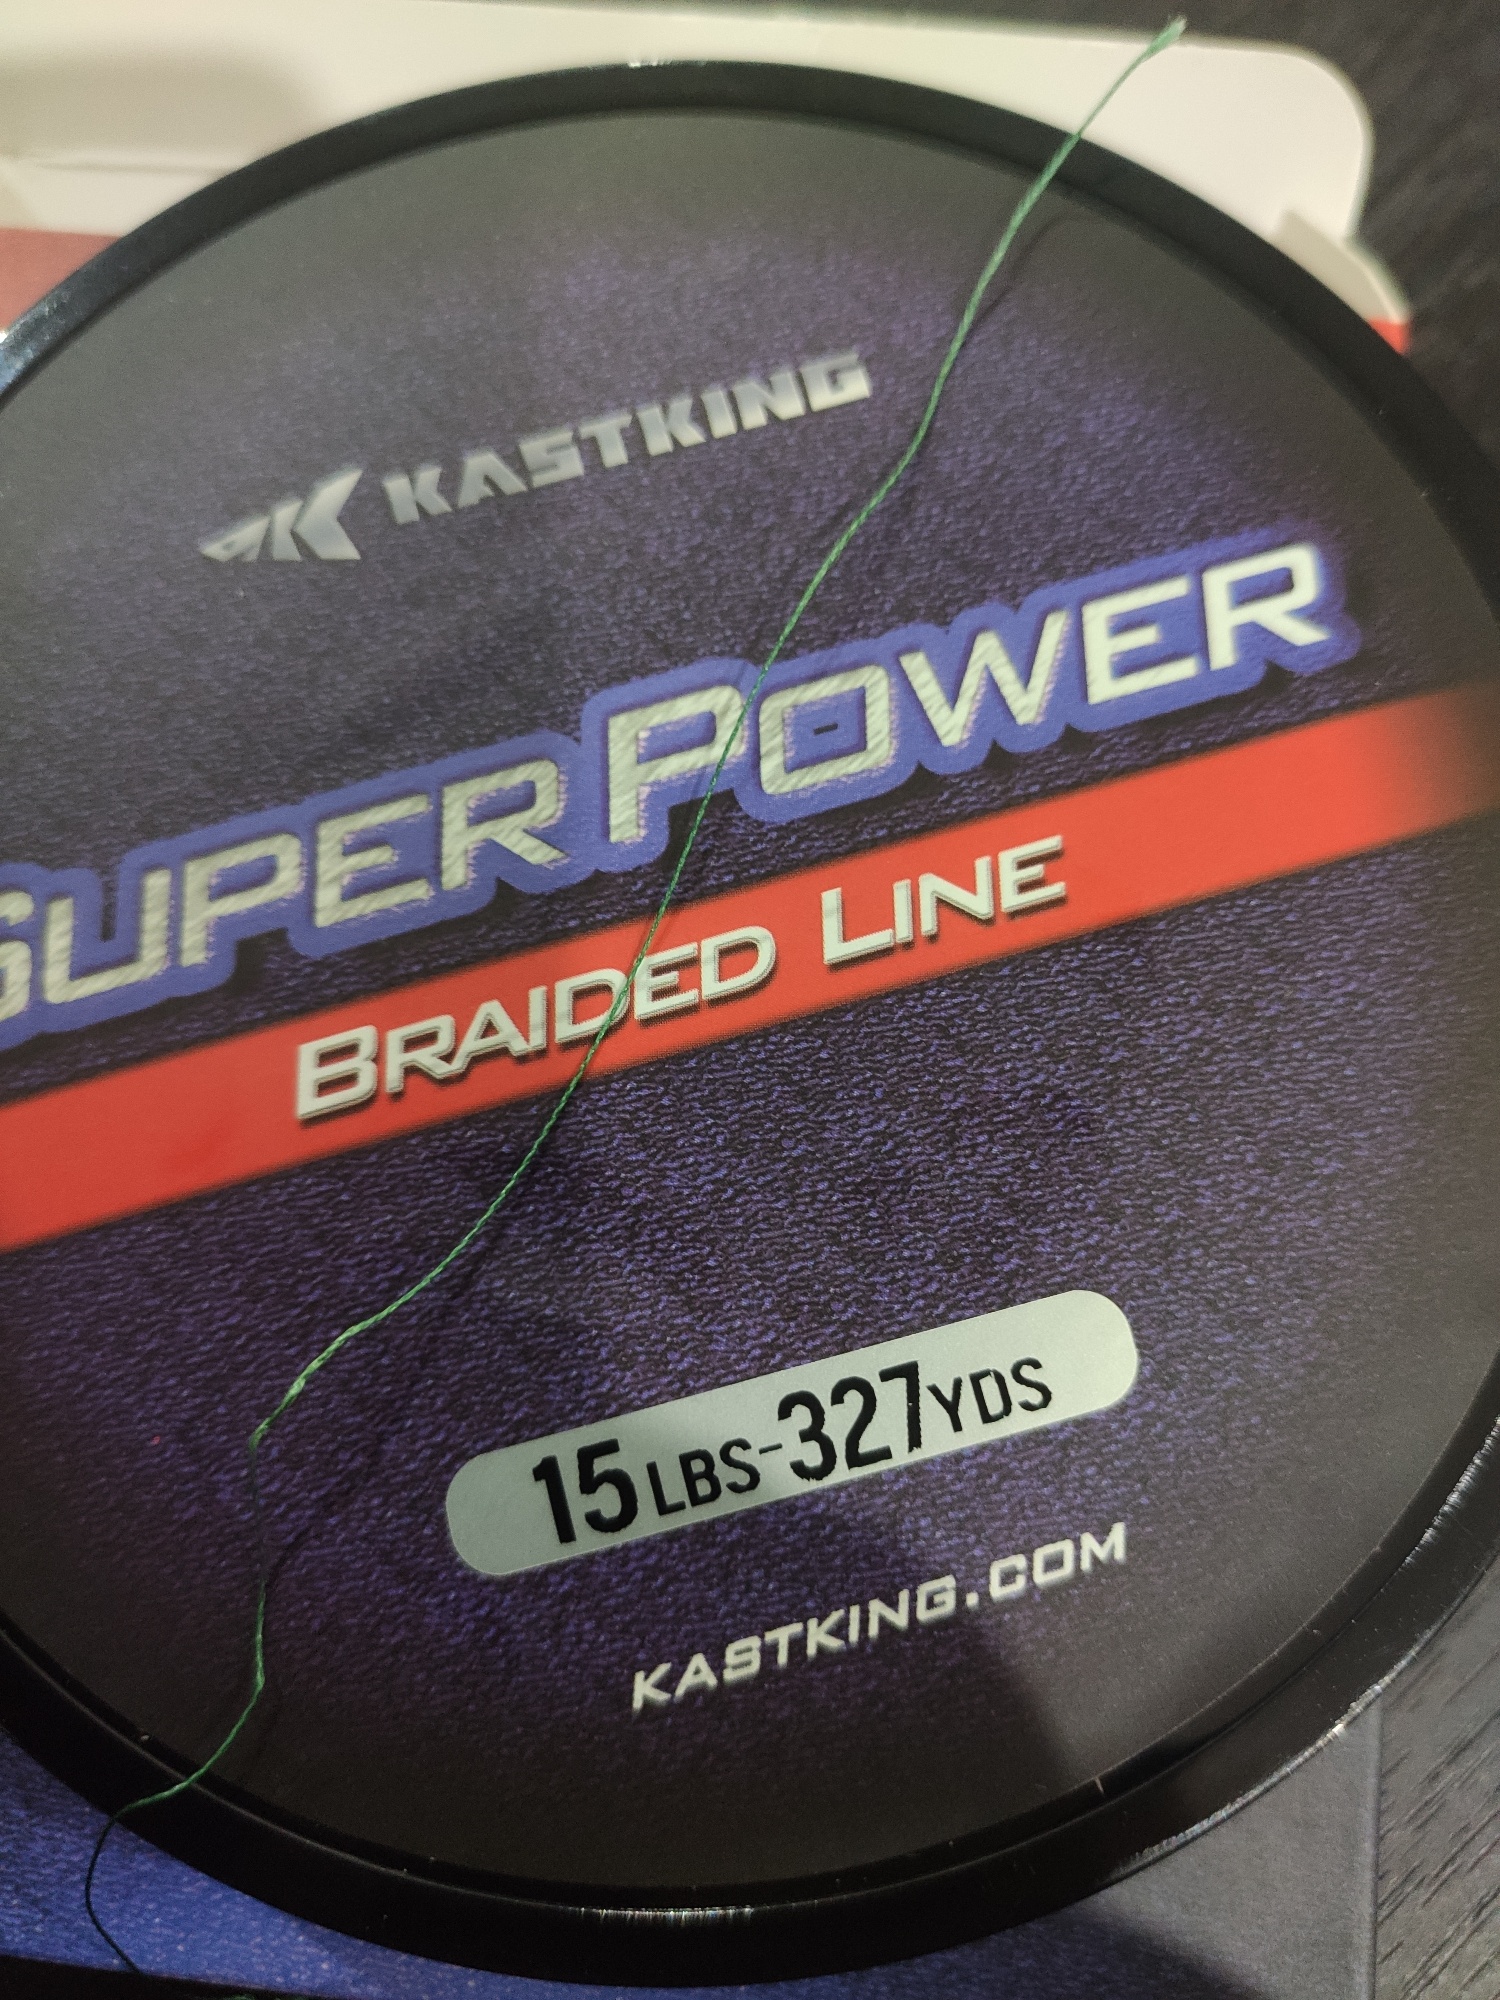 KASTKING
SUPERPOWER
BRAIDED LINE
15LBS-327YDS
KASTKING.COM